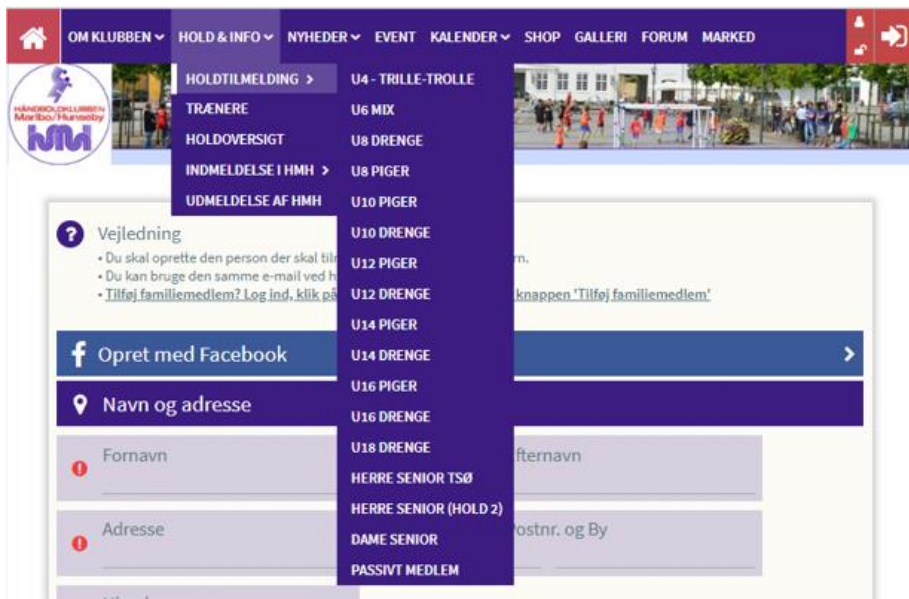 OM KLUBBEN HOLD & INFO NYHEDER EVENT KALENDER SHOP GALLERI FORUM MARKED
HÅNDBOLDKLUBBEN
Maribo/Hunseby
HMH
HOLDTILMELDING
TRÆNERE
HOLDOVERSIGT
INDMELDELSE I HMH
UDMELDELSE AF HMH
U4 - TRILLE-TROLLE
U6 MIX
U8 DRENGE
U8 PIGER
U10 PIGER
U10 DRENGE
U12 PIGER
U12 DRENGE
U14 PIGER
U14 DRENGE
U16 PIGER
U16 DRENGE
U18 DRENGE
HERRE SENIOR TSØ
HERRE SENIOR (HOLD 2)
DAME SENIOR
PASSIVT MEDLEM
Vejledning
• Du skal oprette den person der skal
• Du kan bruge den samme e-mail ved
• Tilføj familiemedlem? Log ind, klik på knappen 'Tilføj familiemedlem'
Opret med Facebook
Navn og adresse
Fornavn fternavn
Adresse ostnr. og By